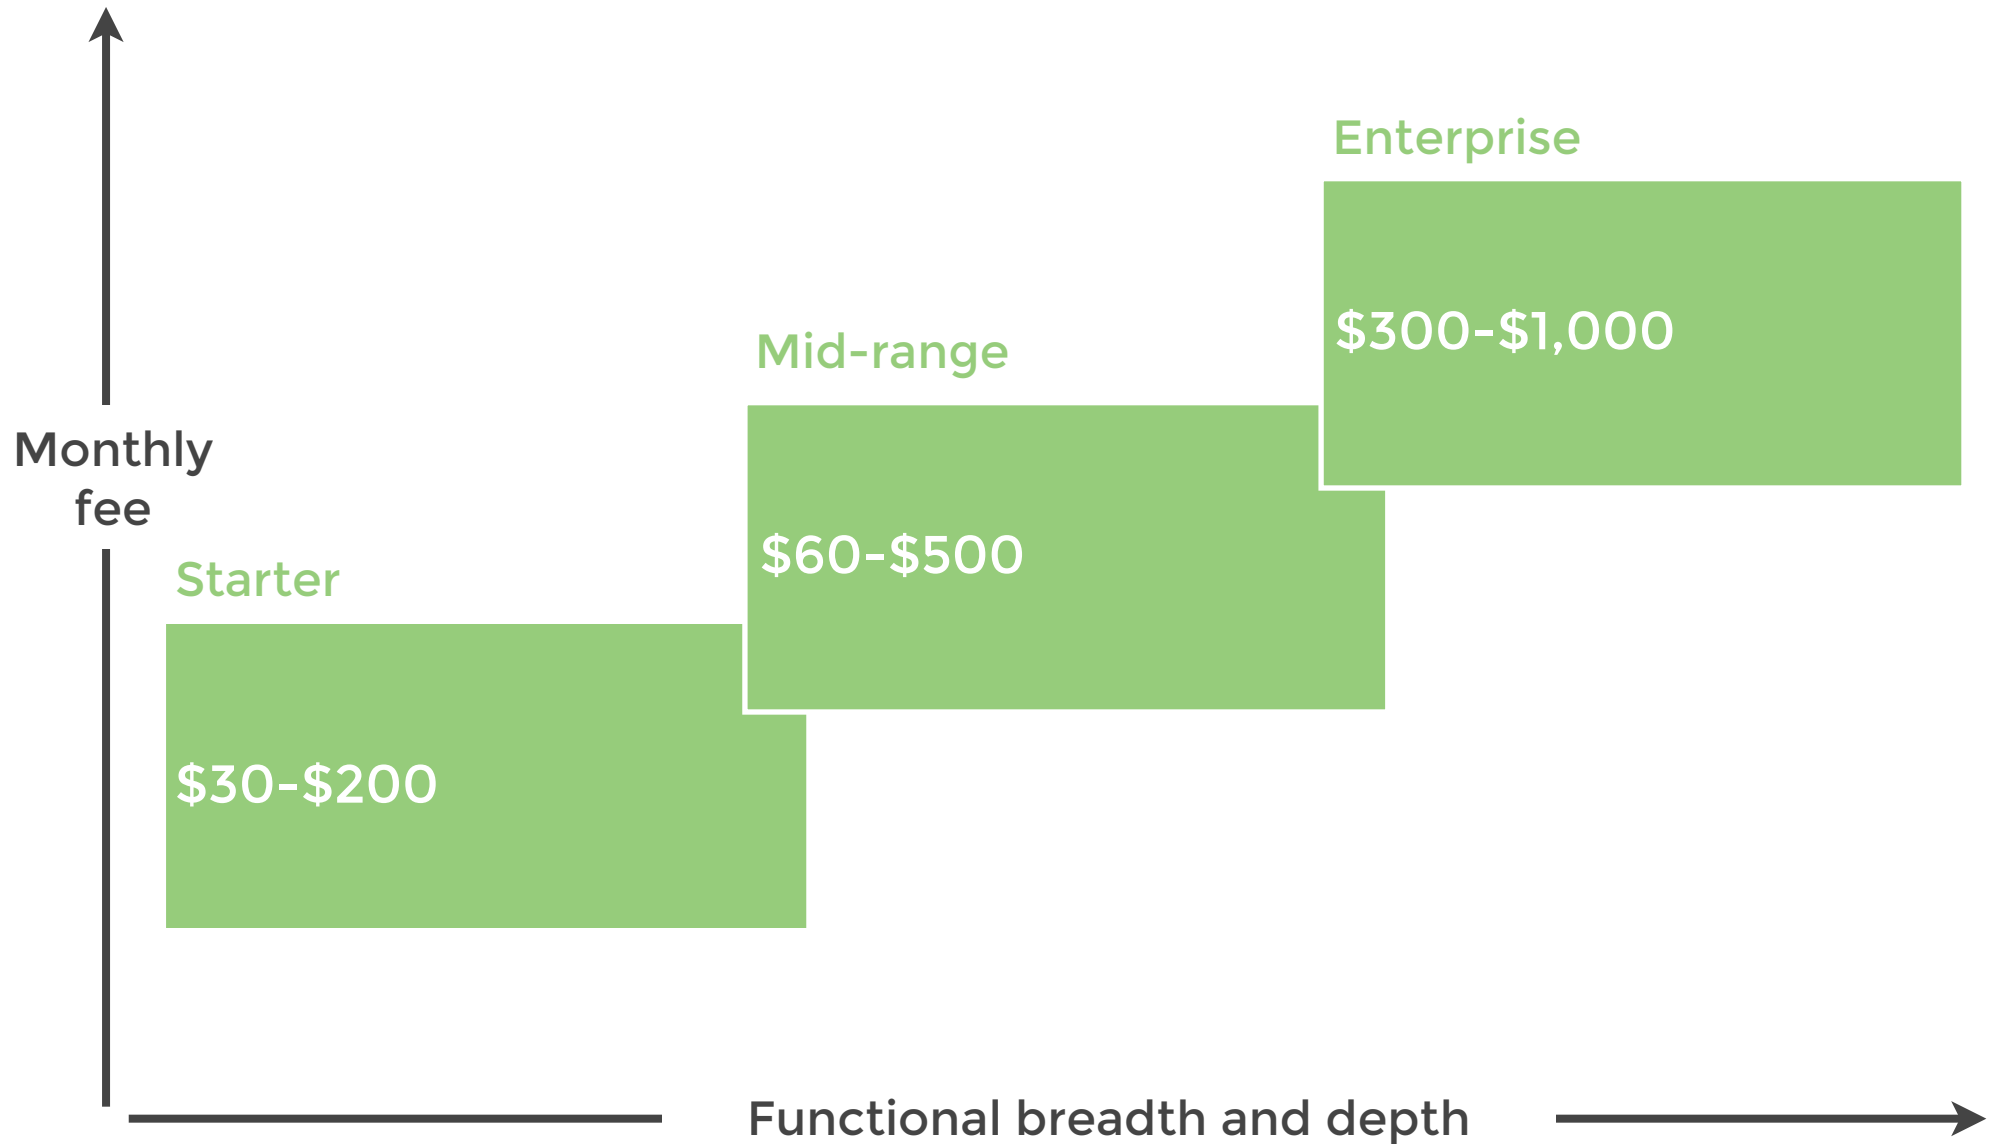 Enterprise
$300-$1,000
Mid-range
$60-$500
Monthly
fee
Starter
$30-$200
Functional breadth and depth